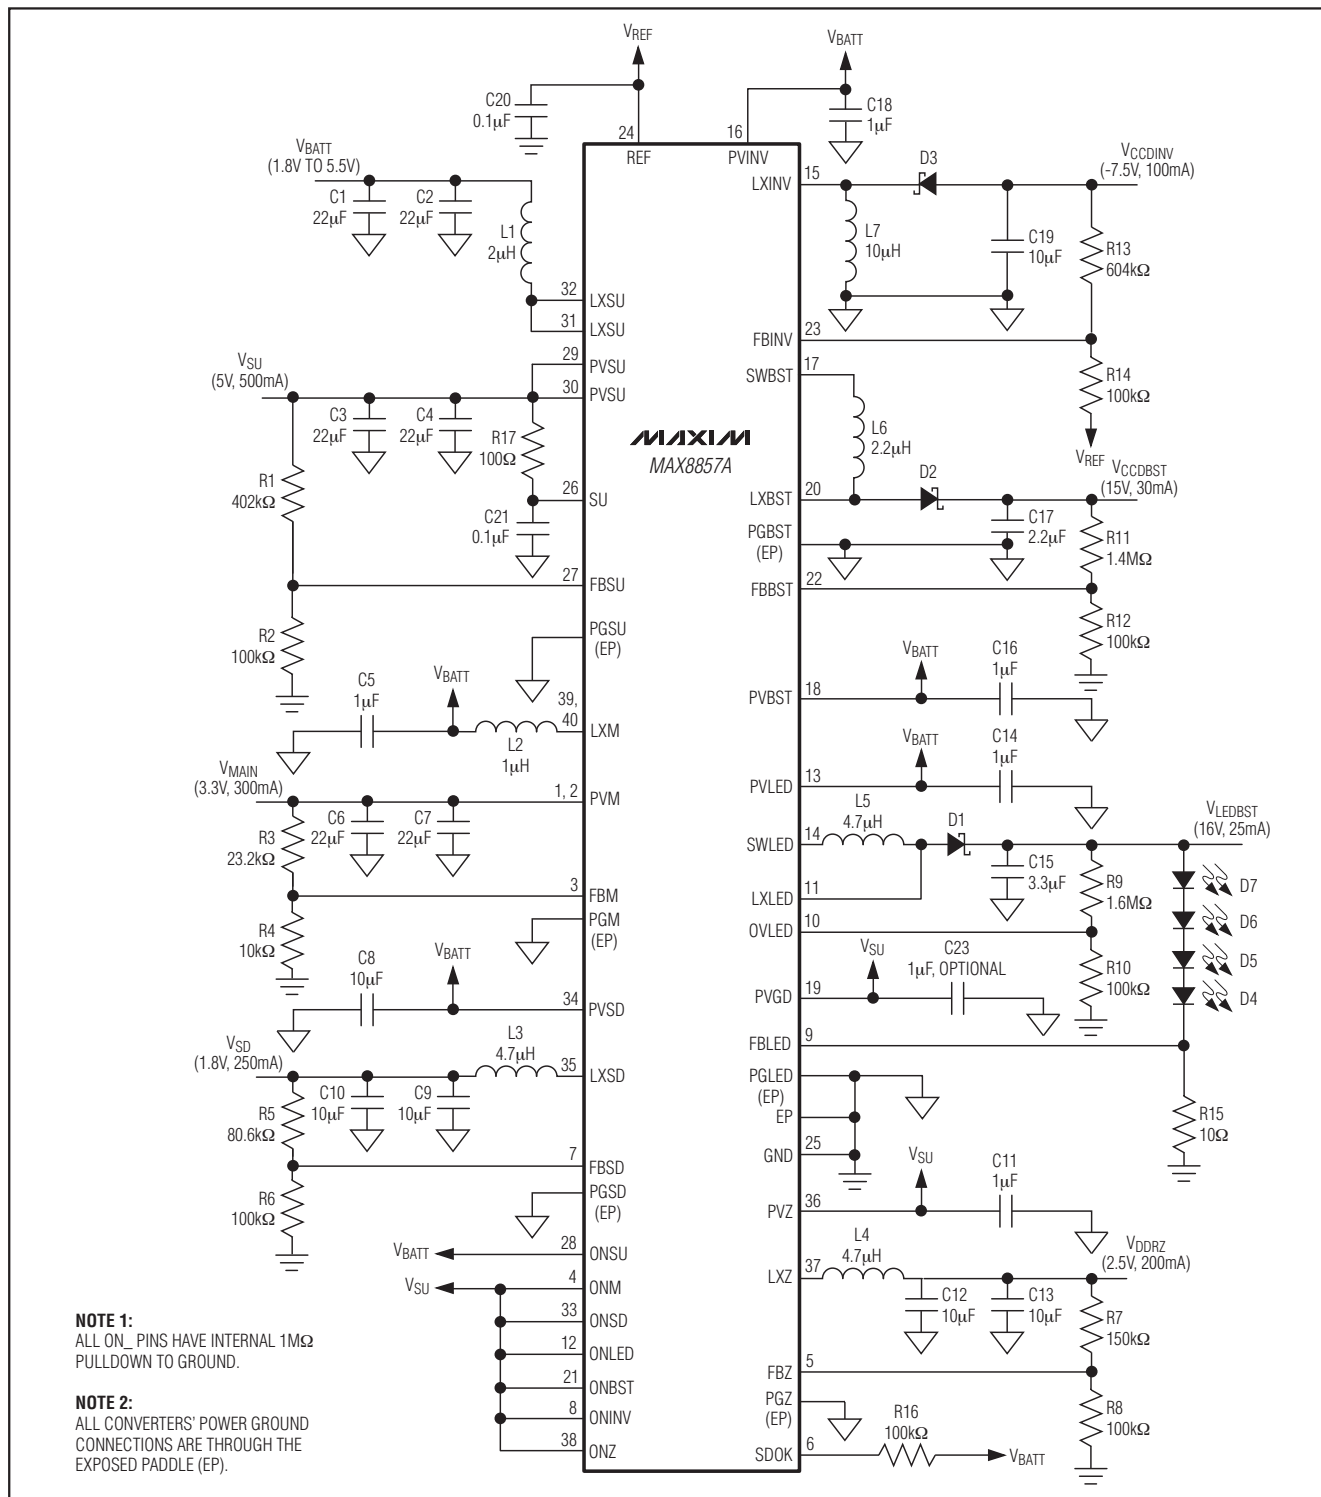 VREF
VBATT
C20
0.1µF
C18
1µF
24
16
REF
PVINV
VBATT
(1.8V TO 5.5V)
C1
22µF
C2
22µF
L1
2µH
32
LXSU
31
LXSU
VSU
(5V, 500mA)
29
PVSU
30
PVSU
C3
22µF
C4
22µF
R17
100Ω
R1
402kΩ
26
SU
C21
0.1µF
27
FBSU
R2
100kΩ
PGSU
(EP)
C5
1µF
VBATT
39,
40
LXM
L2
1µH
VMAIN
(3.3V, 300mA)
1, 2
PVM
R3
23.2kΩ
C6
22µF
C7
22µF
3
FBM
PGM
(EP)
R4
10kΩ
C8
10µF
VBATT
34
PVSD
VSD
(1.8V, 250mA)
L3
4.7µH
35
LXSD
C10
10µF
C9
10µF
R5
80.6kΩ
7
FBSD
PGSD
(EP)
R6
100kΩ
VBATT
28
ONSU
VSU
4
ONM
33
ONSD
12
ONLED
21
ONBST
8
ONINV
38
ONZ
MAXIM
MAX8857A
15
LXINV
D3
VCCDINV
(-7.5V, 100mA)
L7
10µH
C19
10µF
R13
604kΩ
23
FBINV
17
SWBST
R14
100kΩ
VREF
L6
2.2µH
D2
VCCDBST
(15V, 30mA)
20
LXBST
PGBST
(EP)
C17
2.2µF
R11
1.4MΩ
22
FBBST
R12
100kΩ
VBATT
C16
1µF
18
PVBST
VBATT
C14
1µF
13
PVLED
L5
4.7µH
D1
VLEDBST
(16V, 25mA)
14
SWLED
C15
3.3µF
R9
1.6MΩ
D7
D6
D5
D4
11
LXLED
10
OVLED
VSU
C23
1µF, OPTIONAL
R10
100kΩ
19
PVGD
9
FBLED
PGLED
(EP)
EP
25
GND
R15
10Ω
VSU
C11
1µF
36
PVZ
L4
4.7µH
VDDRZ
(2.5V, 200mA)
37
LXZ
C12
10µF
C13
10µF
R7
150kΩ
5
FBZ
PGZ
(EP)
R8
100kΩ
R16
100kΩ
6
SDOK
VBATT
NOTE 1:
ALL ON_ PINS HAVE INTERNAL 1MΩ
PULLDOWN TO GROUND.
NOTE 2:
ALL CONVERTERS' POWER GROUND
CONNECTIONS ARE THROUGH THE
EXPOSED PADDLE (EP).